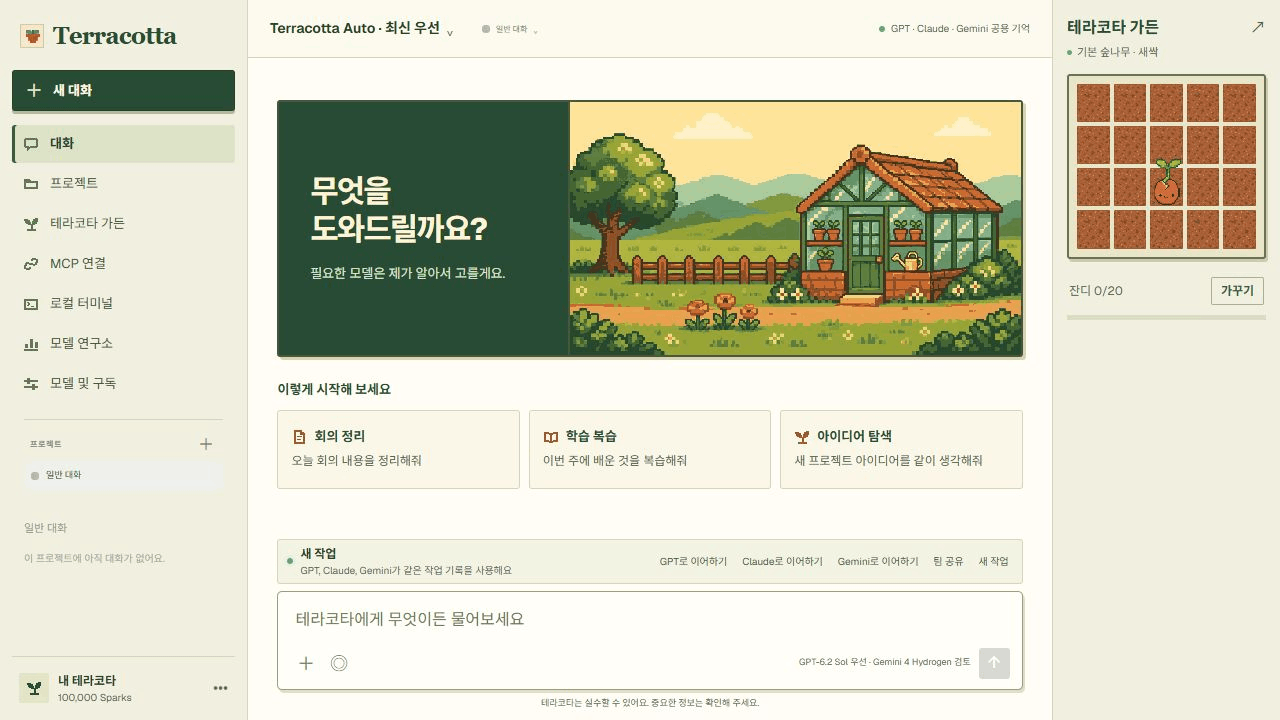 Terracotta
새 대화
대화
프로젝트
테라코타 가든
MCP 연결
로컬 터미널
모델 연구소
모델 및 구독
프로젝트
일반 대화
일반 대화
이 프로젝트에 아직 대화가 없어요.
내 테라코타
100,000 Sparks
Terracotta Auto · 최신 우선
일반 대화
GPT · Claude · Gemini 공용 기억
무엇을
도와드릴까요?
필요한 모델은 제가 알아서 고를게요.
이렇게 시작해 보세요
회의 정리
오늘 회의 내용을 정리해줘
학습 복습
이번 주에 배운 것을 복습해줘
아이디어 탐색
새 프로젝트 아이디어를 같이 생각해줘
새 작업
GPT, Claude, Gemini가 같은 작업 기록을 사용해요
GPT로 이어하기
Claude로 이어하기
Gemini로 이어하기
팀 공유
새 작업
테라코타에게 무엇이든 물어보세요
GPT-6.2 Sol 우선 · Gemini 4 Hydrogen 검토
테라코타는 실수할 수 있어요. 중요한 정보는 확인해 주세요.
테라코타 가든
기본 숲나무 · 새싹
잔디 0/20
가꾸기